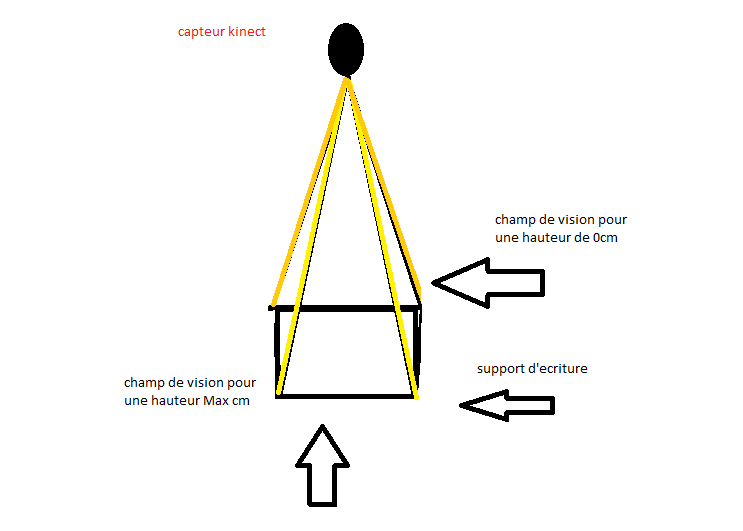 capteur kinect
champ de vision pour
une hauteur de 0cm
support d'ecriture
champ de vision pour
une hauteur Max cm